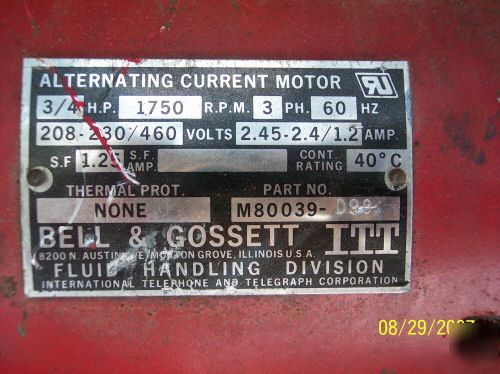 ALTERNATING CURRENT MOTOR
3/4 H.P. 1750 R.P.M. 3 PH. 60 HZ
208-230/460 VOLTS 2.45-2.4/1.2 AMP.
S.F. 1.25 S.F. AMP. CONT. RATING 40°C
THERMAL PROT. PART NO.
NONE M80039-
BELL & GOSSETT ITT
8200 N. AUSTIN MORTON GROVE, ILLINOIS U.S.A.
FLUID HANDLING DIVISION
INTERNATIONAL TELEPHONE AND TELEGRAPH CORPORATION
08/29/2007